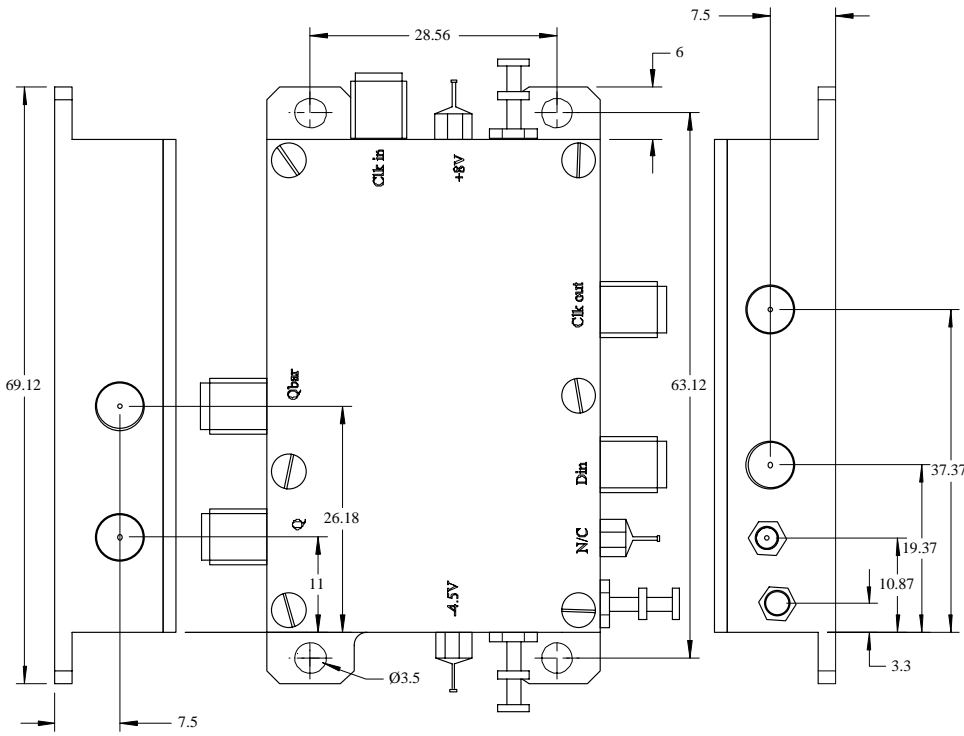 7.5
28.56
6
Clk in
+8V
Clk out
69.12
63.12
Qbar
37.37
Din
26.18
Q
N/C
19.37
11
10.87
-4.5V
3.3
Ø3.5
7.5